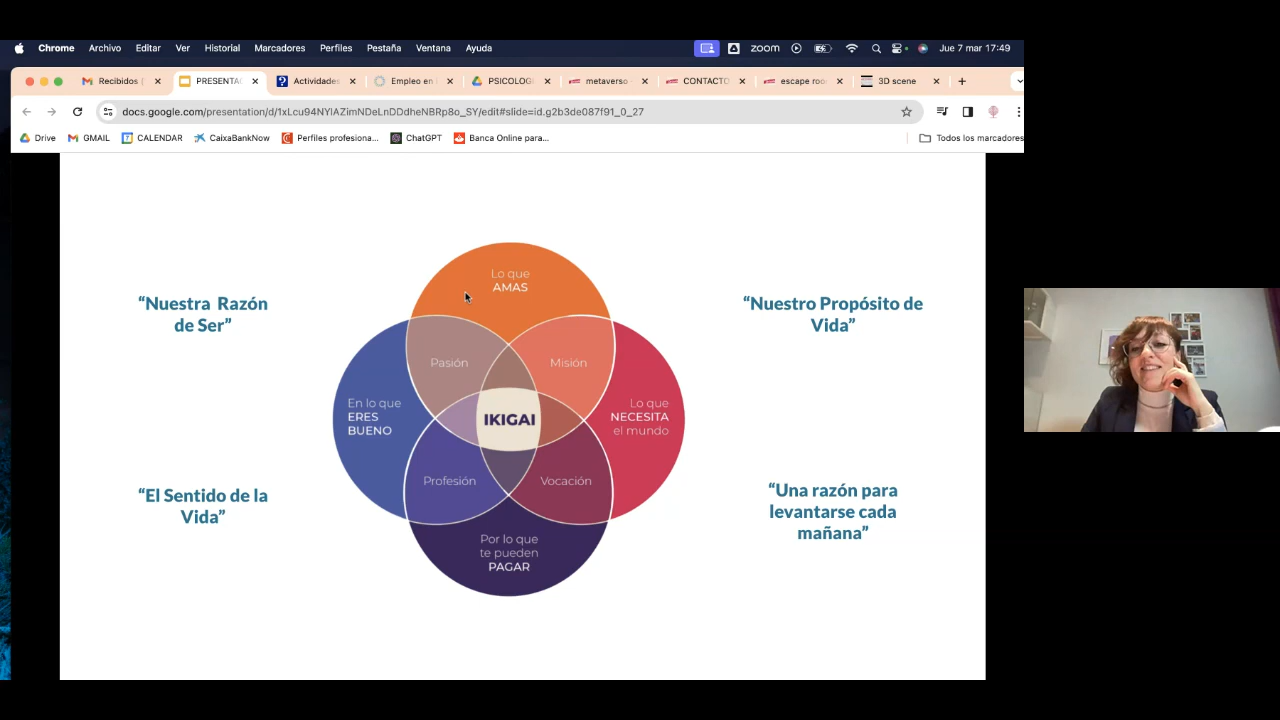 Chrome Archivo Editar Ver Historial Marcadores Perfiles Pestaña Ventana Ayuda zoom Jue 7 mar 17:49
Recibidos ( PRESENTA Actividades Empleo en PSICOLOGI metaverso CONTACTO escape roo 3D scene
docs.google.com/presentation/d/1xLcu94NYlAZimNDeLnDDdheNBRp8o_SY/edit#slide=id.g2b3de087f91_0_27
Drive GMAIL CALENDAR CaixaBankNow Perfiles profesiona... ChatGPT Banca Online para... Todos los marcadores
“Nuestra Razón
de Ser”
“El Sentido de la
Vida”
Lo que
AMAS
Pasión
Misión
En lo que
ERES
BUENO
IKIGAI
Lo que
NECESITA
el mundo
Profesión
Vocación
Por lo que
te pueden
PAGAR
“Nuestro Propósito de
Vida”
“Una razón para
levantarse cada
mañana”